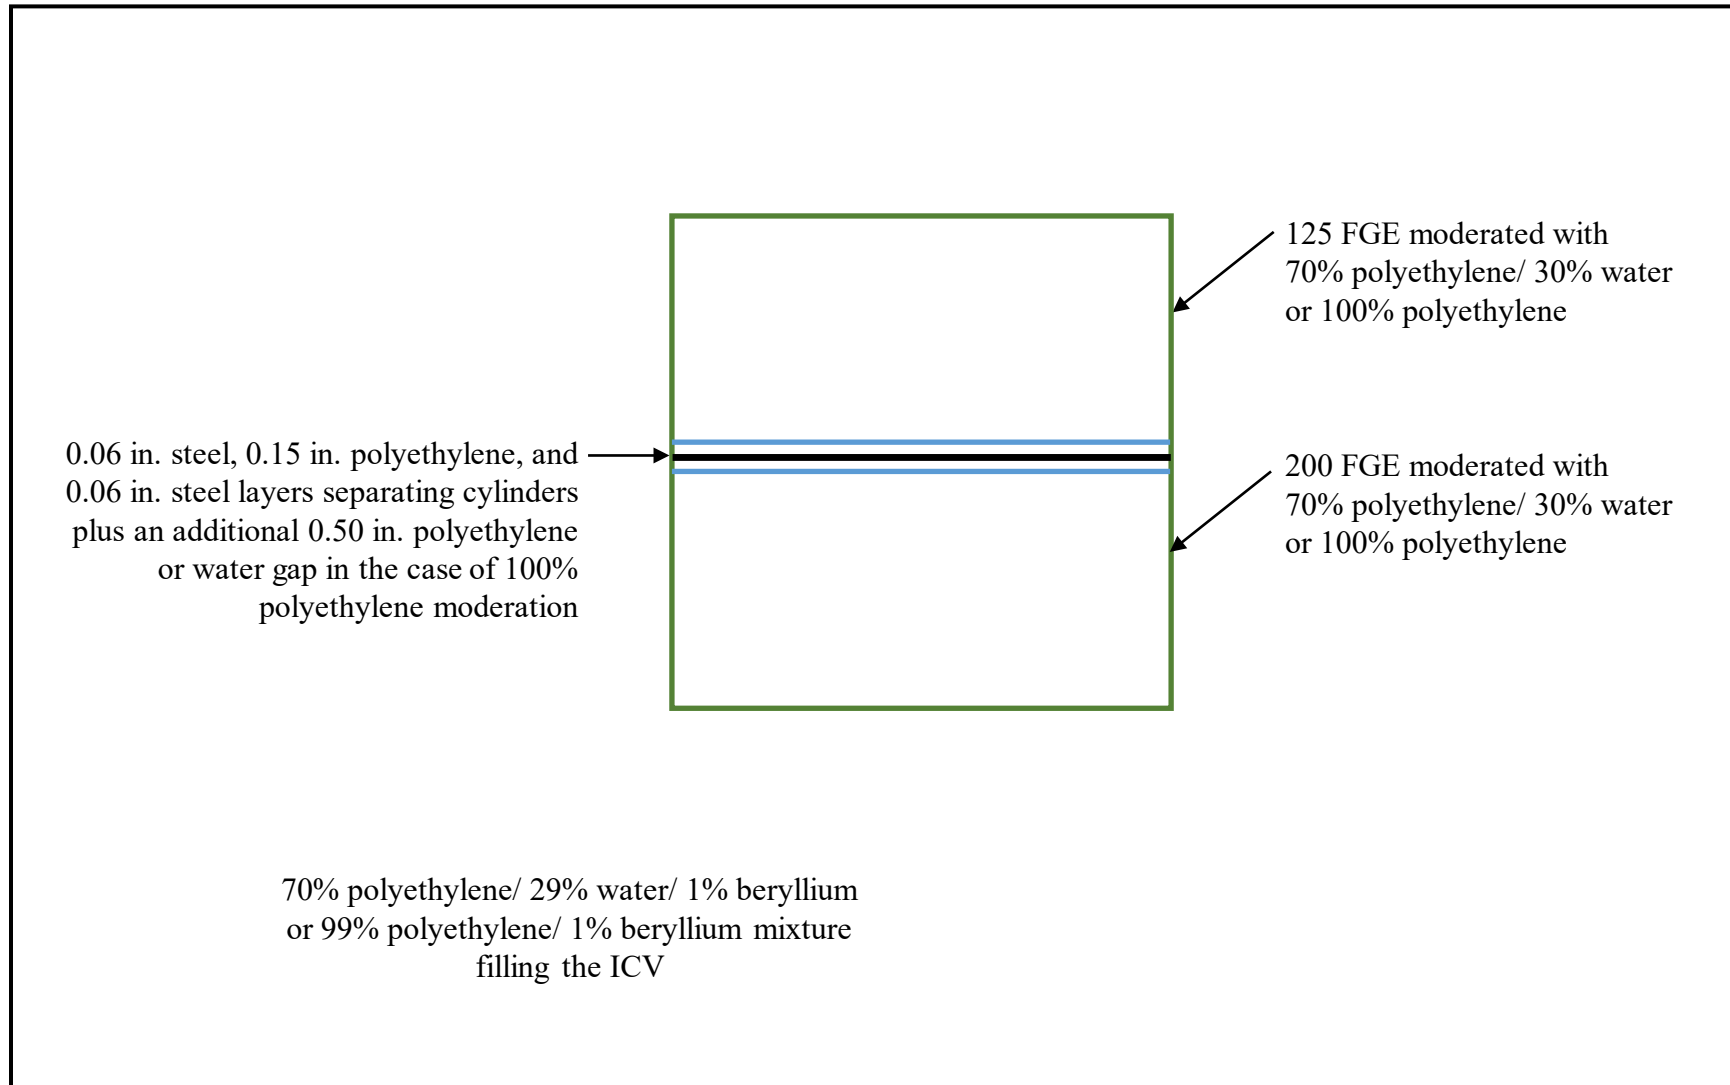 125 FGE moderated with
70% polyethylene/ 30% water
or 100% polyethylene
0.06 in. steel, 0.15 in. polyethylene, and
0.06 in. steel layers separating cylinders
plus an additional 0.50 in. polyethylene
or water gap in the case of 100%
polyethylene moderation
200 FGE moderated with
70% polyethylene/ 30% water
or 100% polyethylene
70% polyethylene/ 29% water/ 1% beryllium
or 99% polyethylene/ 1% beryllium mixture
filling the ICV